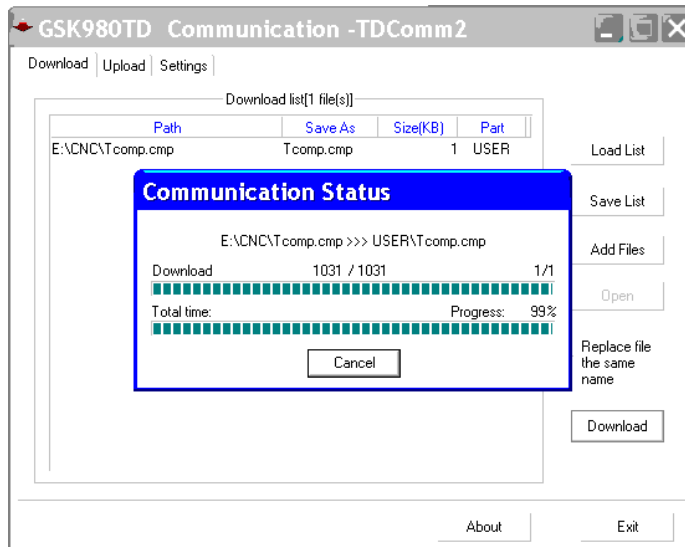 GSK980TD Communication -TDComm2
Download Upload Settings
Download list[1 file(s)]
Path Save As Size(KB) Part
E:\CNC\Tcomp.cmp Tcomp.cmp 1 USER
Load List
Communication Status
Save List
E:\CNC\Tcomp.cmp >>> USER\Tcomp.cmp
Add Files
Download 1031 / 1031 1/1
Open
Total time: Progress: 99%
Cancel
Replace file
the same
name
Download
About Exit